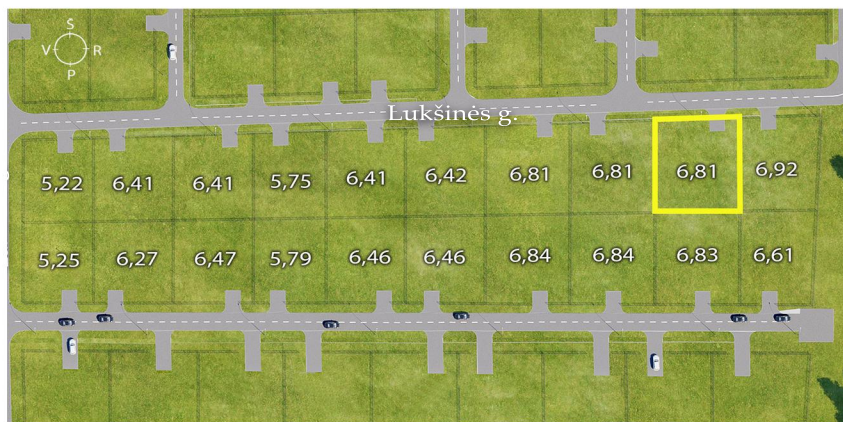 Š
V R
P
Lukšinės g.
5,22 6,41 6,41 5,75 6,41 6,42 6,81 6,81 6,81 6,92
5,25 6,27 6,47 5,79 6,46 6,46 6,84 6,84 6,83 6,61